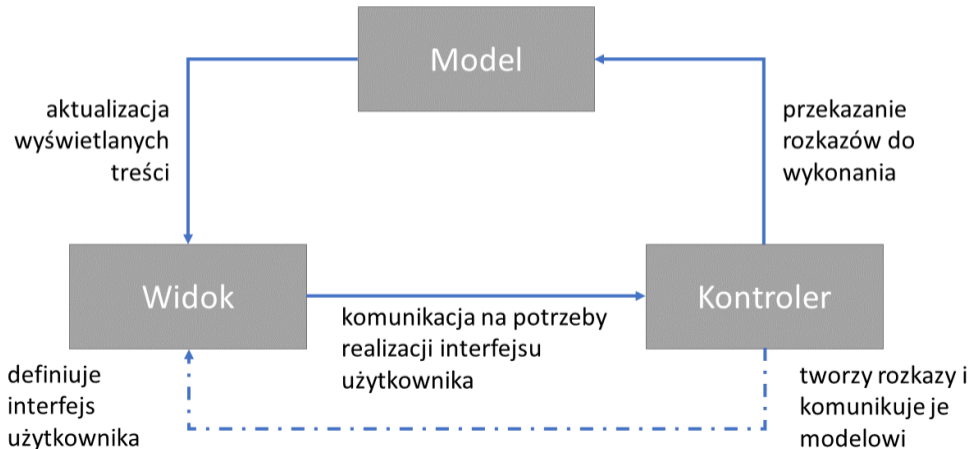 Model
aktualizacja
wyświetlanych
treści
przekazanie
rozkazów do
wykonania
Widok
Kontroler
komunikacja na potrzeby
realizacji interfejsu
użytkownika
definiuje
interfejs
użytkownika
tworzy rozkazy i
komunikuje je
modelowi